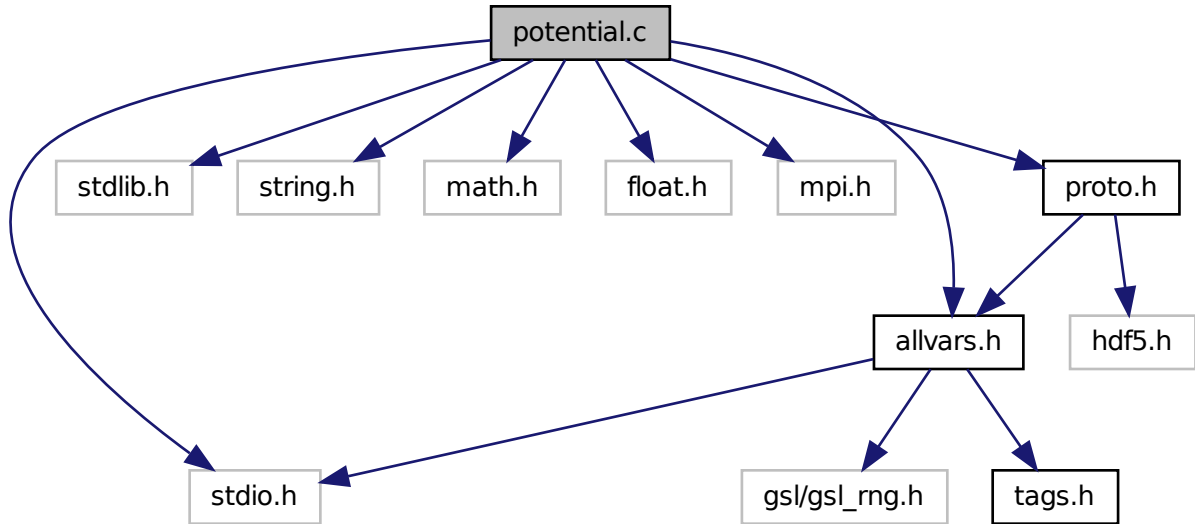 potential.c
stdlib.h
string.h
math.h
float.h
mpi.h
proto.h
allvars.h
hdf5.h
stdio.h
gsl/gsl_rng.h
tags.h